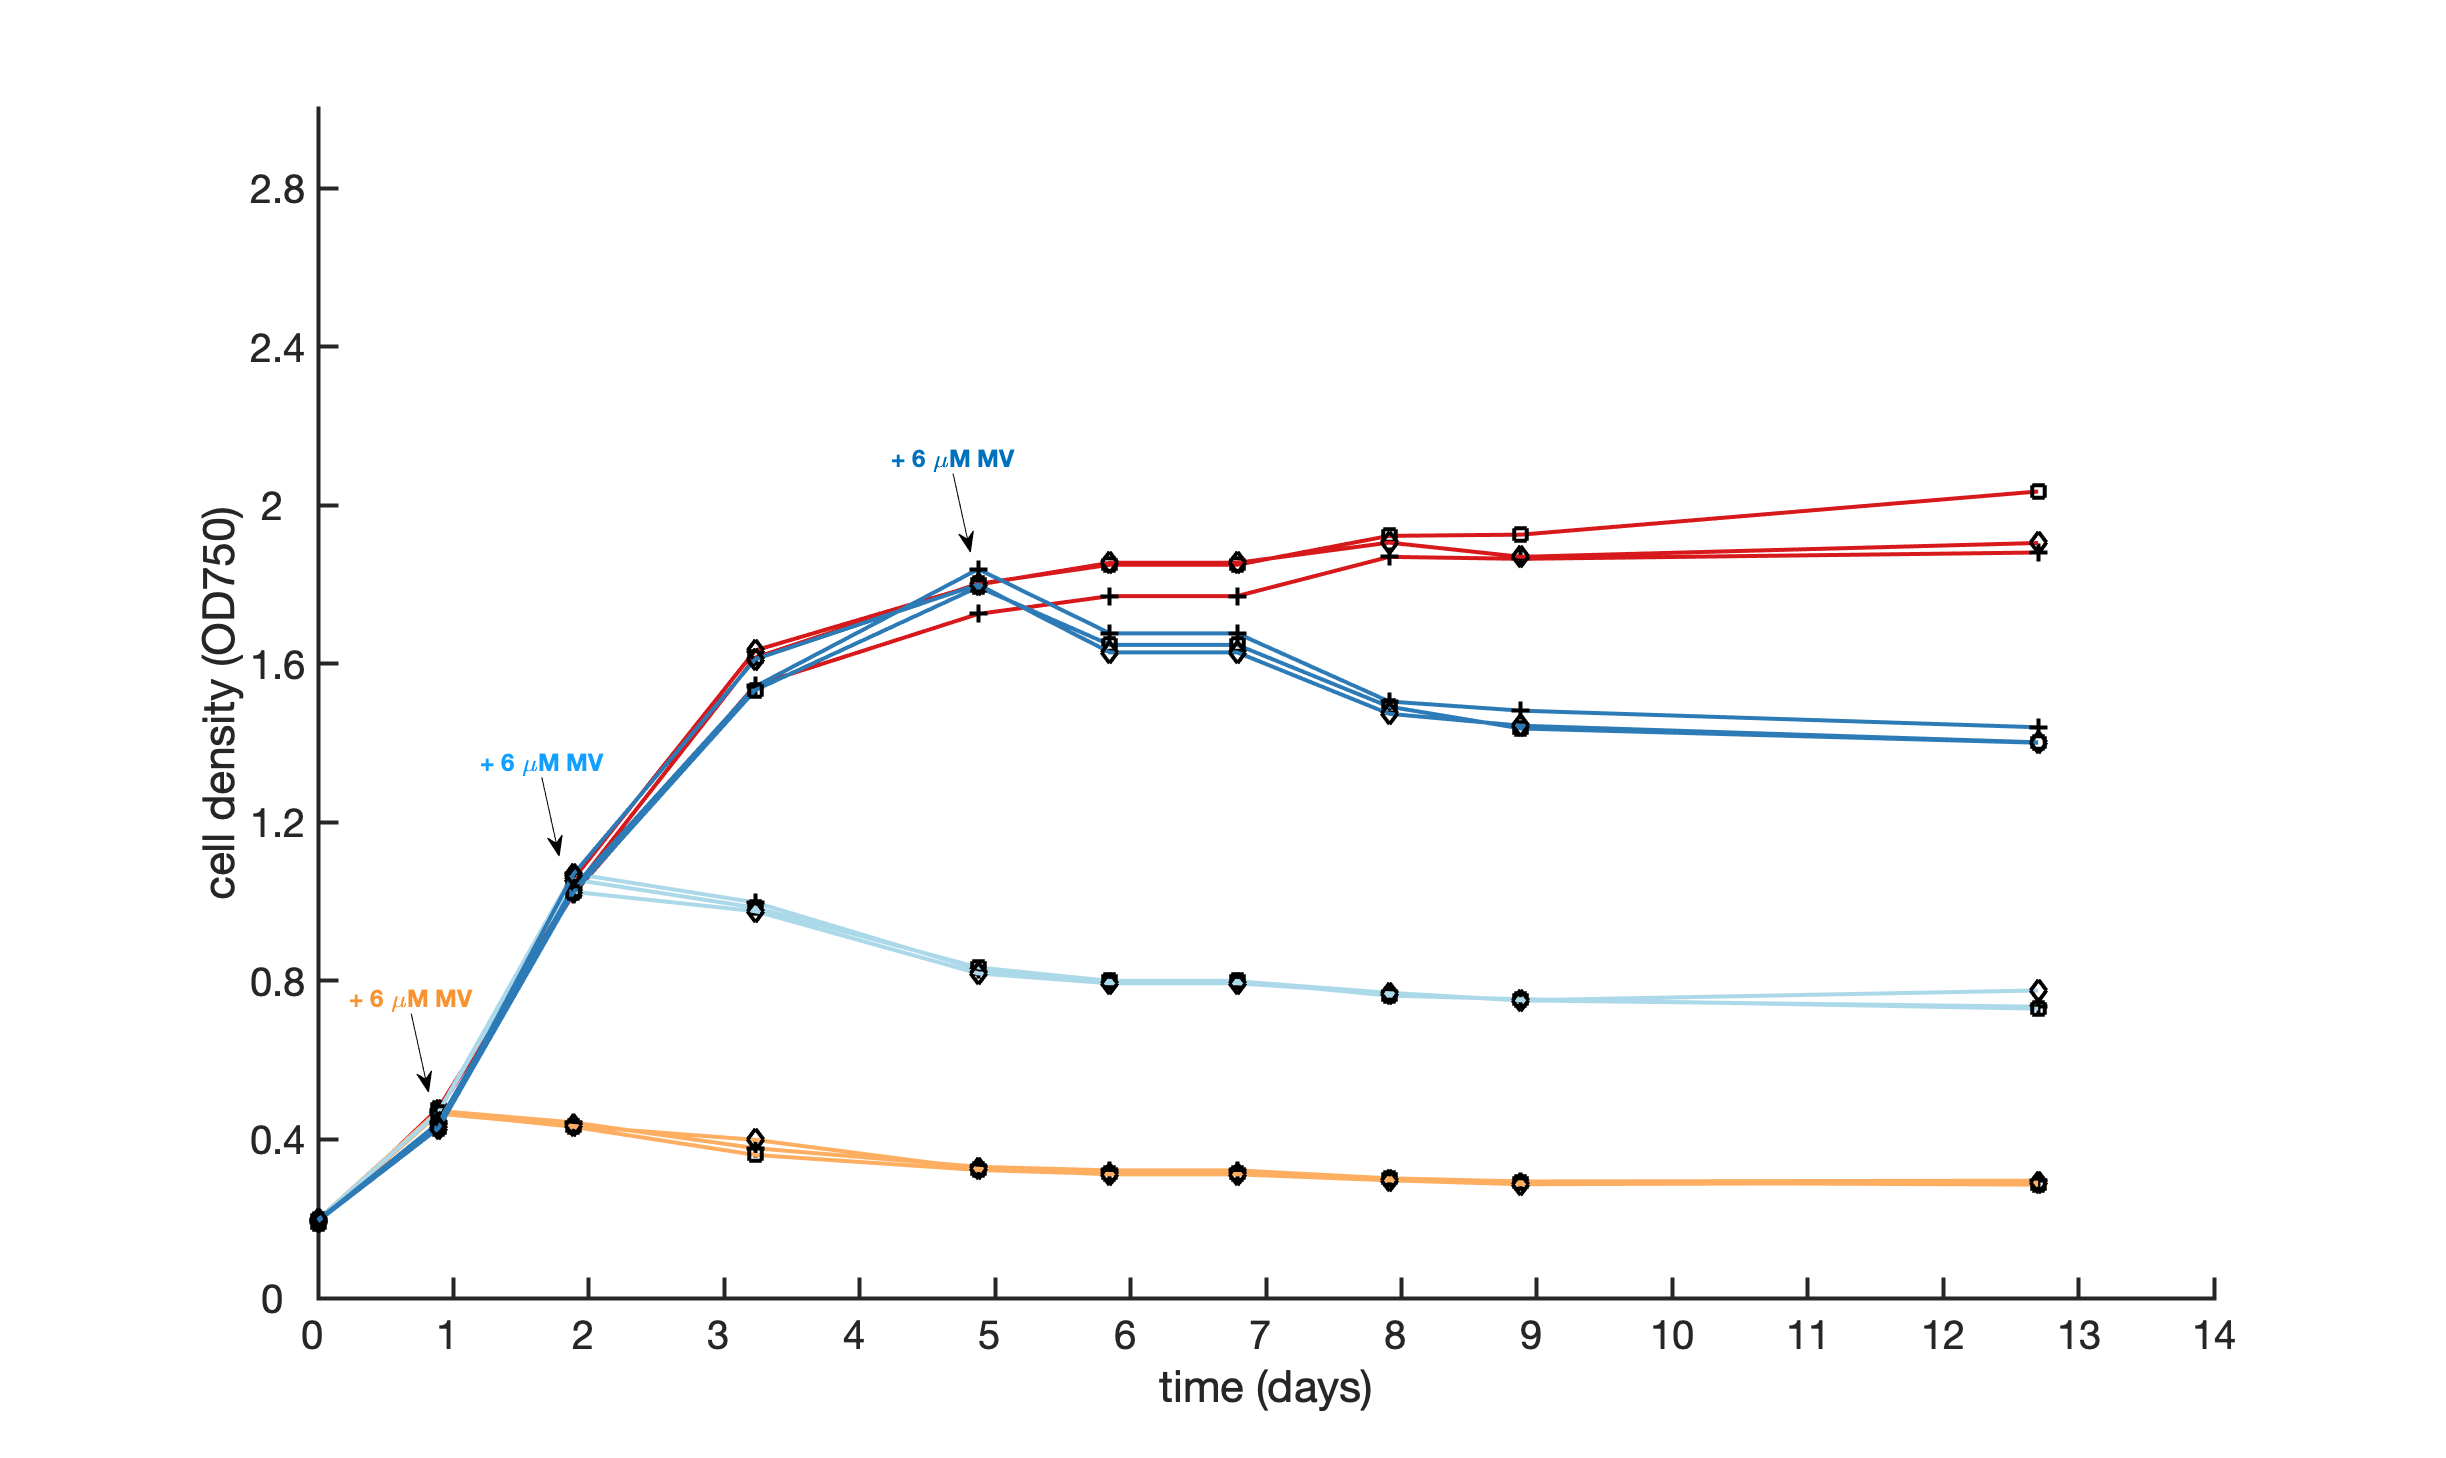 2.8
2.4
2
1.6
1.2
0.8
0.4
0
cell density (OD750)
+ 6 μM MV
+ 6 μM MV
+ 6 μM MV
0 1 2 3 4 5 6 7 8 9 10 11 12 13 14
time (days)